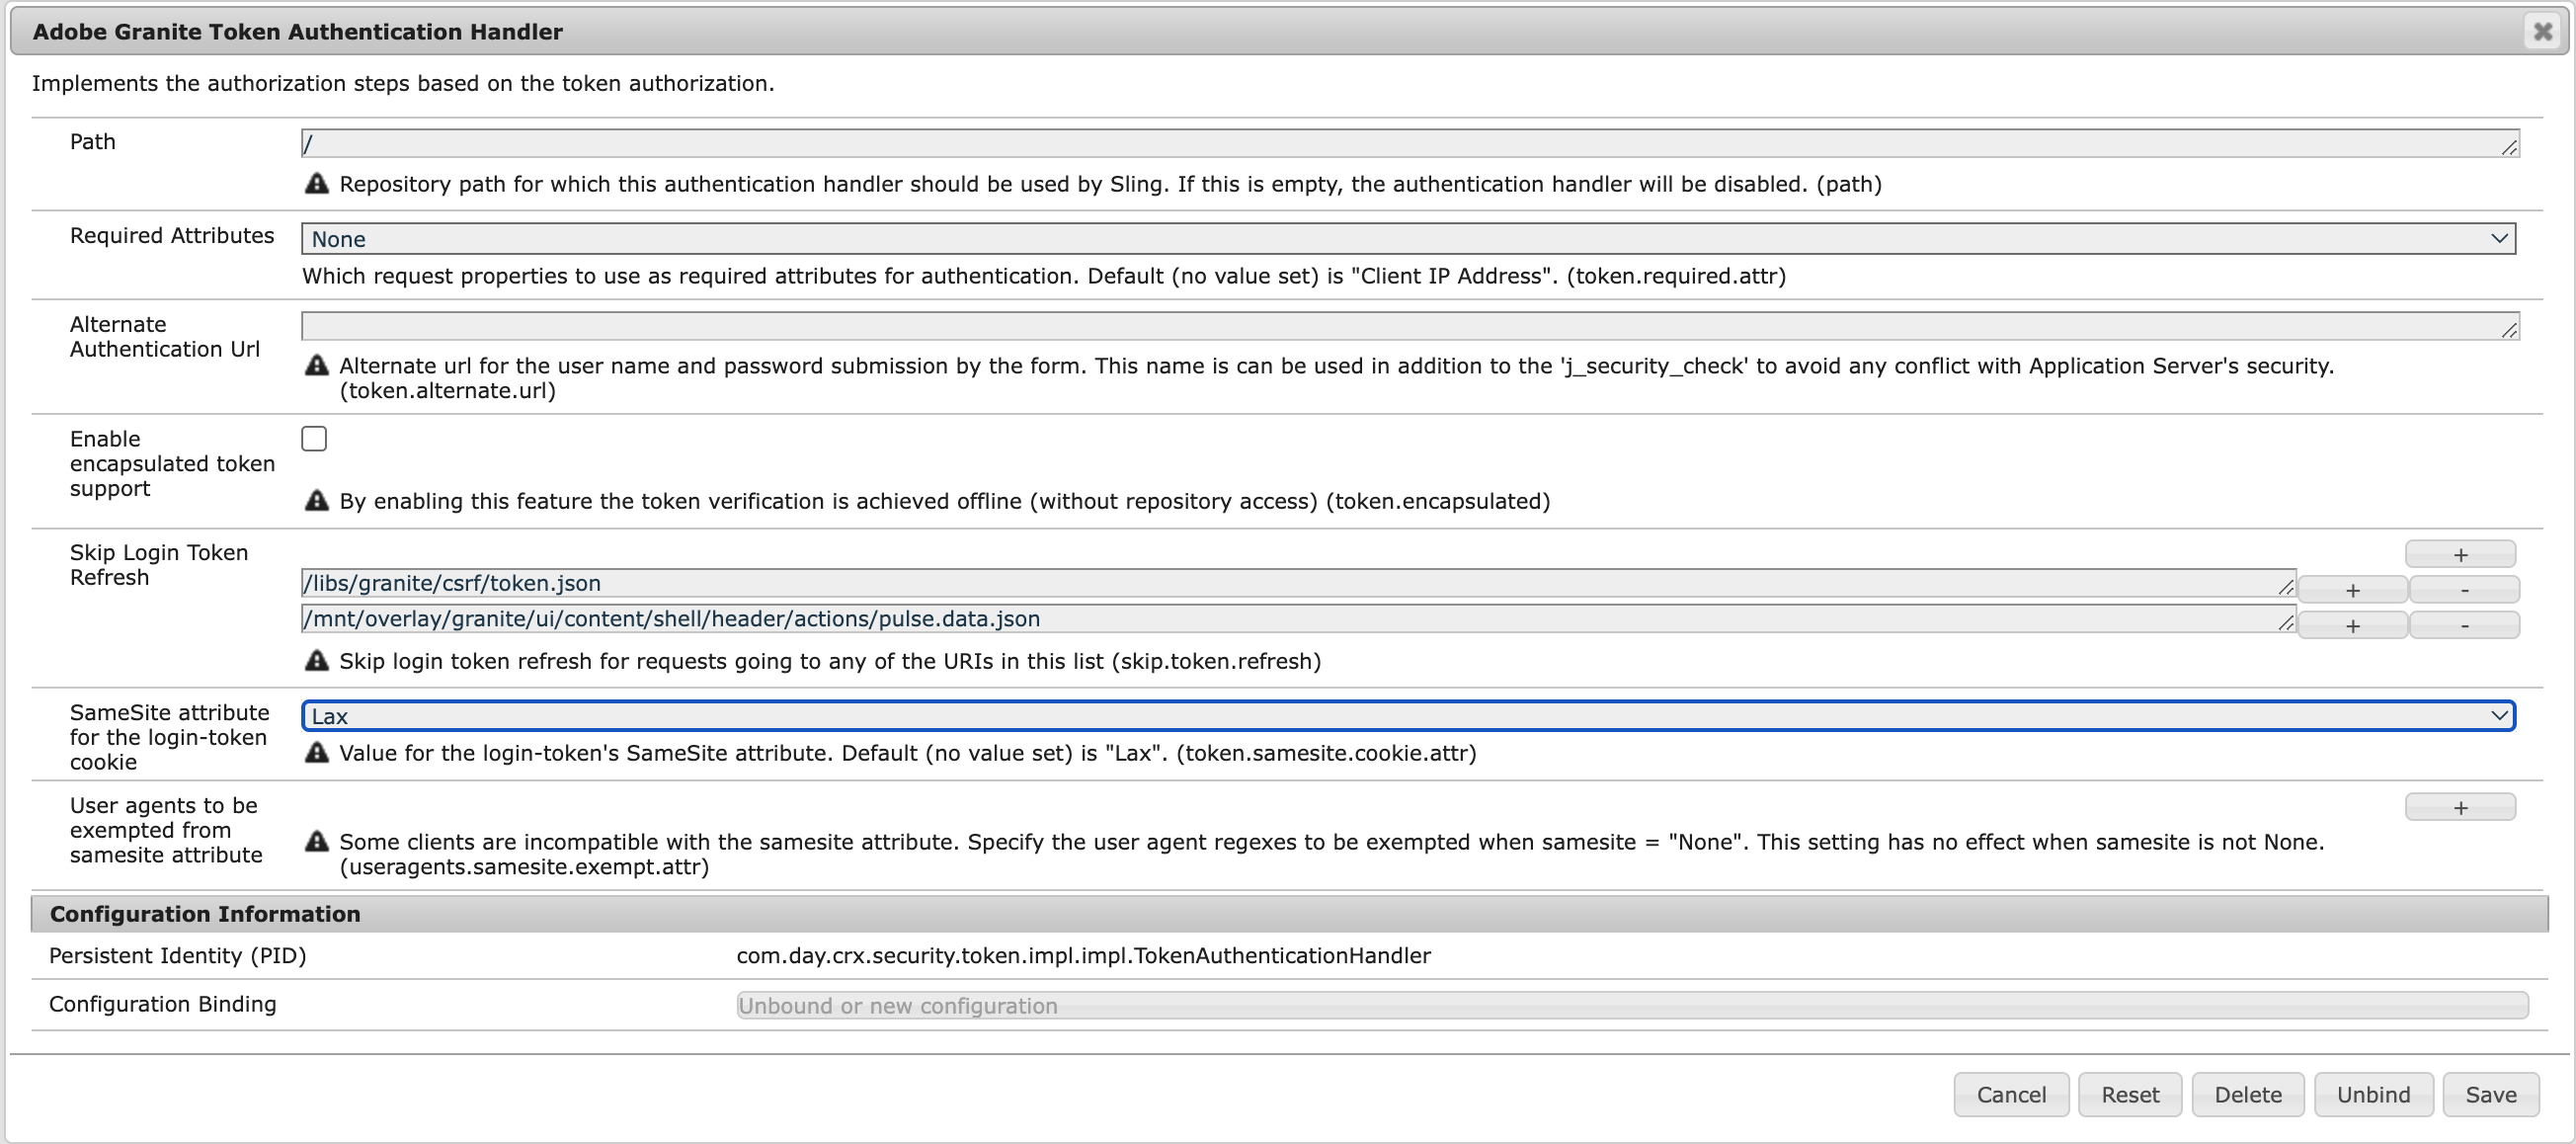 Adobe Granite Token Authentication Handler
Implements the authorization steps based on the token authorization.
Path
/
Repository path for which this authentication handler should be used by Sling. If this is empty, the authentication handler will be disabled. (path)
Required Attributes
None
Which request properties to use as required attributes for authentication. Default (no value set) is "Client IP Address". (token.required.attr)
Alternate
Authentication Url
Alternate url for the user name and password submission by the form. This name is can be used in addition to the 'j_security_check' to avoid any conflict with Application Server's security.
(token.alternate.url)
Enable
encapsulated token
support
By enabling this feature the token verification is achieved offline (without repository access) (token.encapsulated)
Skip Login Token
Refresh
+
/libs/granite/csrf/token.json + -
/mnt/overlay/granite/ui/content/shell/header/actions/pulse.data.json + -
Skip login token refresh for requests going to any of the URIs in this list (skip.token.refresh)
SameSite attribute
for the login-token
cookie
Lax
Value for the login-token's SameSite attribute. Default (no value set) is "Lax". (token.samesite.cookie.attr)
User agents to be
exempted from
samesite attribute
+
Some clients are incompatible with the samesite attribute. Specify the user agent regexes to be exempted when samesite = "None". This setting has no effect when samesite is not None.
(useragents.samesite.exempt.attr)
Configuration Information
Persistent Identity (PID) com.day.crx.security.token.impl.impl.TokenAuthenticationHandler
Configuration Binding Unbound or new configuration
Cancel Reset Delete Unbind Save